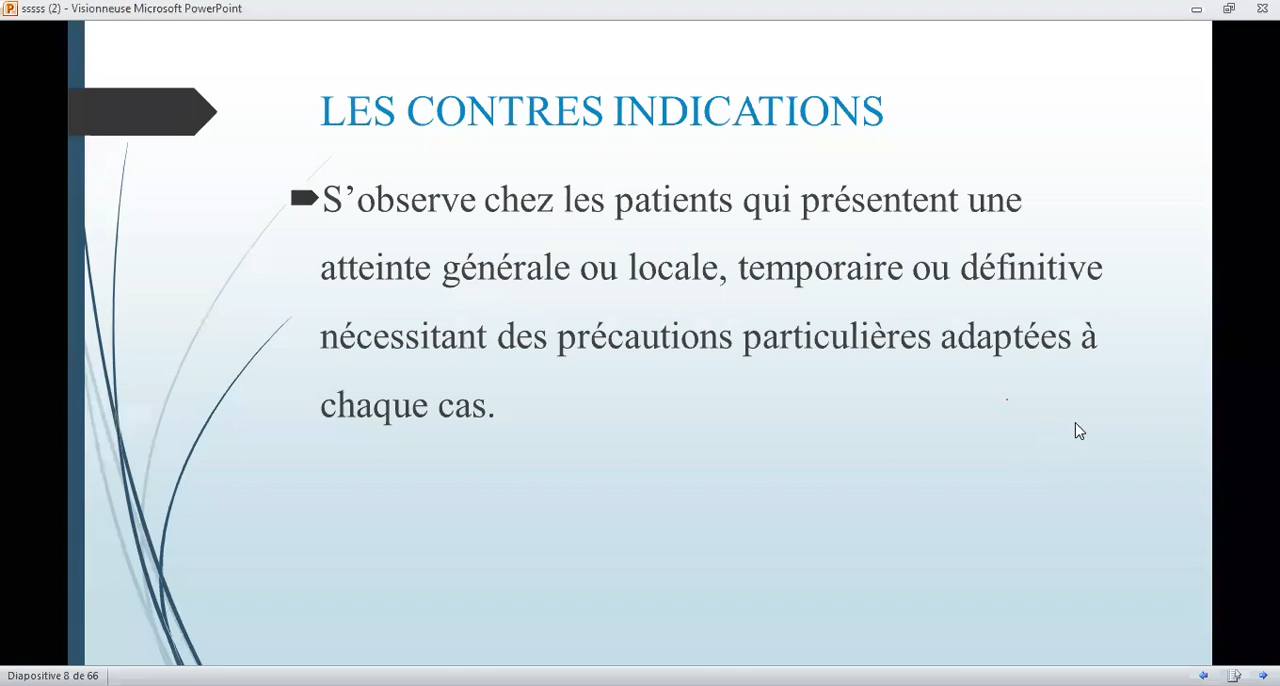 sssss (2) - Visionneuse Microsoft PowerPoint
LES CONTRES INDICATIONS
S’observe chez les patients qui présentent une
atteinte générale ou locale, temporaire ou définitive
nécessitant des précautions particulières adaptées à
chaque cas.
Diapositive 8 de 66